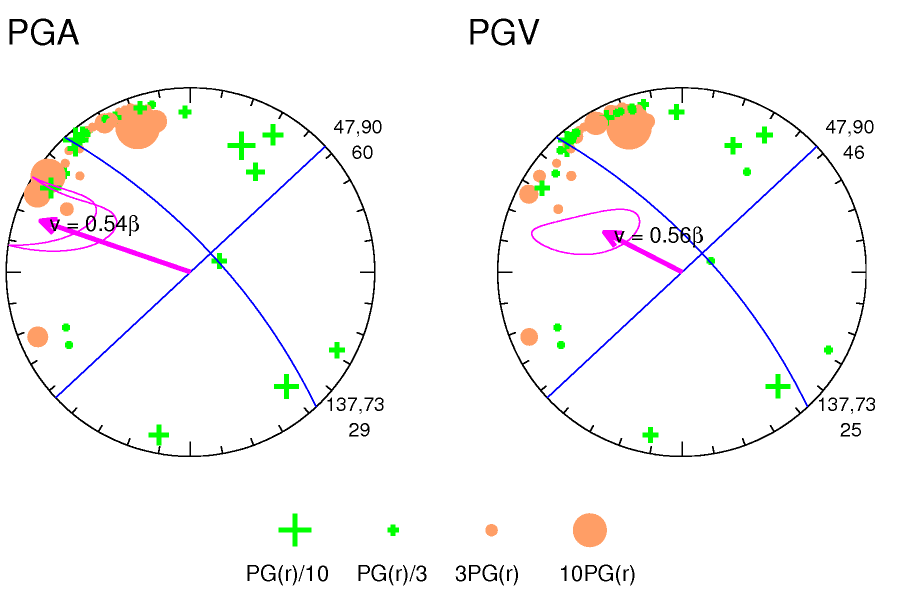 PGA
PGV
47,90
60
47,90
46
v = 0.54β
v = 0.56β
137,73
29
137,73
25
PG(r)/10
PG(r)/3
3PG(r)
10PG(r)